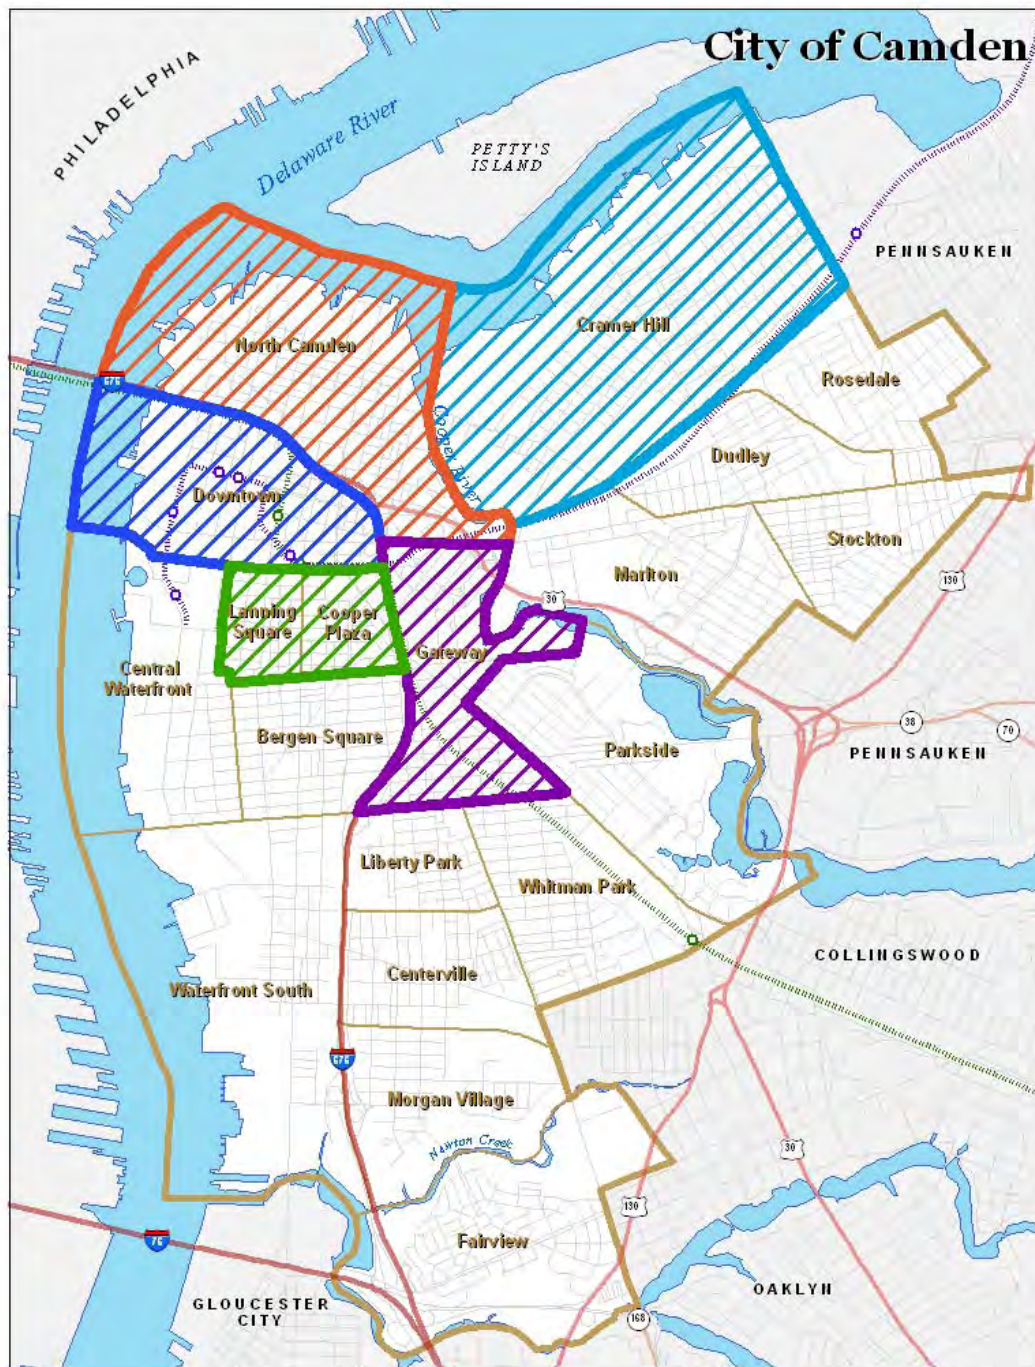 City of Camden
PHILADELPHIA
Delaware River
PETTY'S
ISLAND
PENNSAUKEN
Cramer Hill
North Camden
676
Rosedale
Cooper River
Dudley
Downtown
Stockton
Marlton
130
30
Lanning
Square
Cooper
Plaza
Gateway
Central
Waterfront
Bergen Square
Parkside
38
70
PENNSAUKEN
Liberty Park
Whitman Park
COLLINGSWOOD
Centerville
Waterfront South
676
Morgan Village
Newton Creek
30
130
76
Fairview
OAKLYN
GLOUCESTER
CITY
168